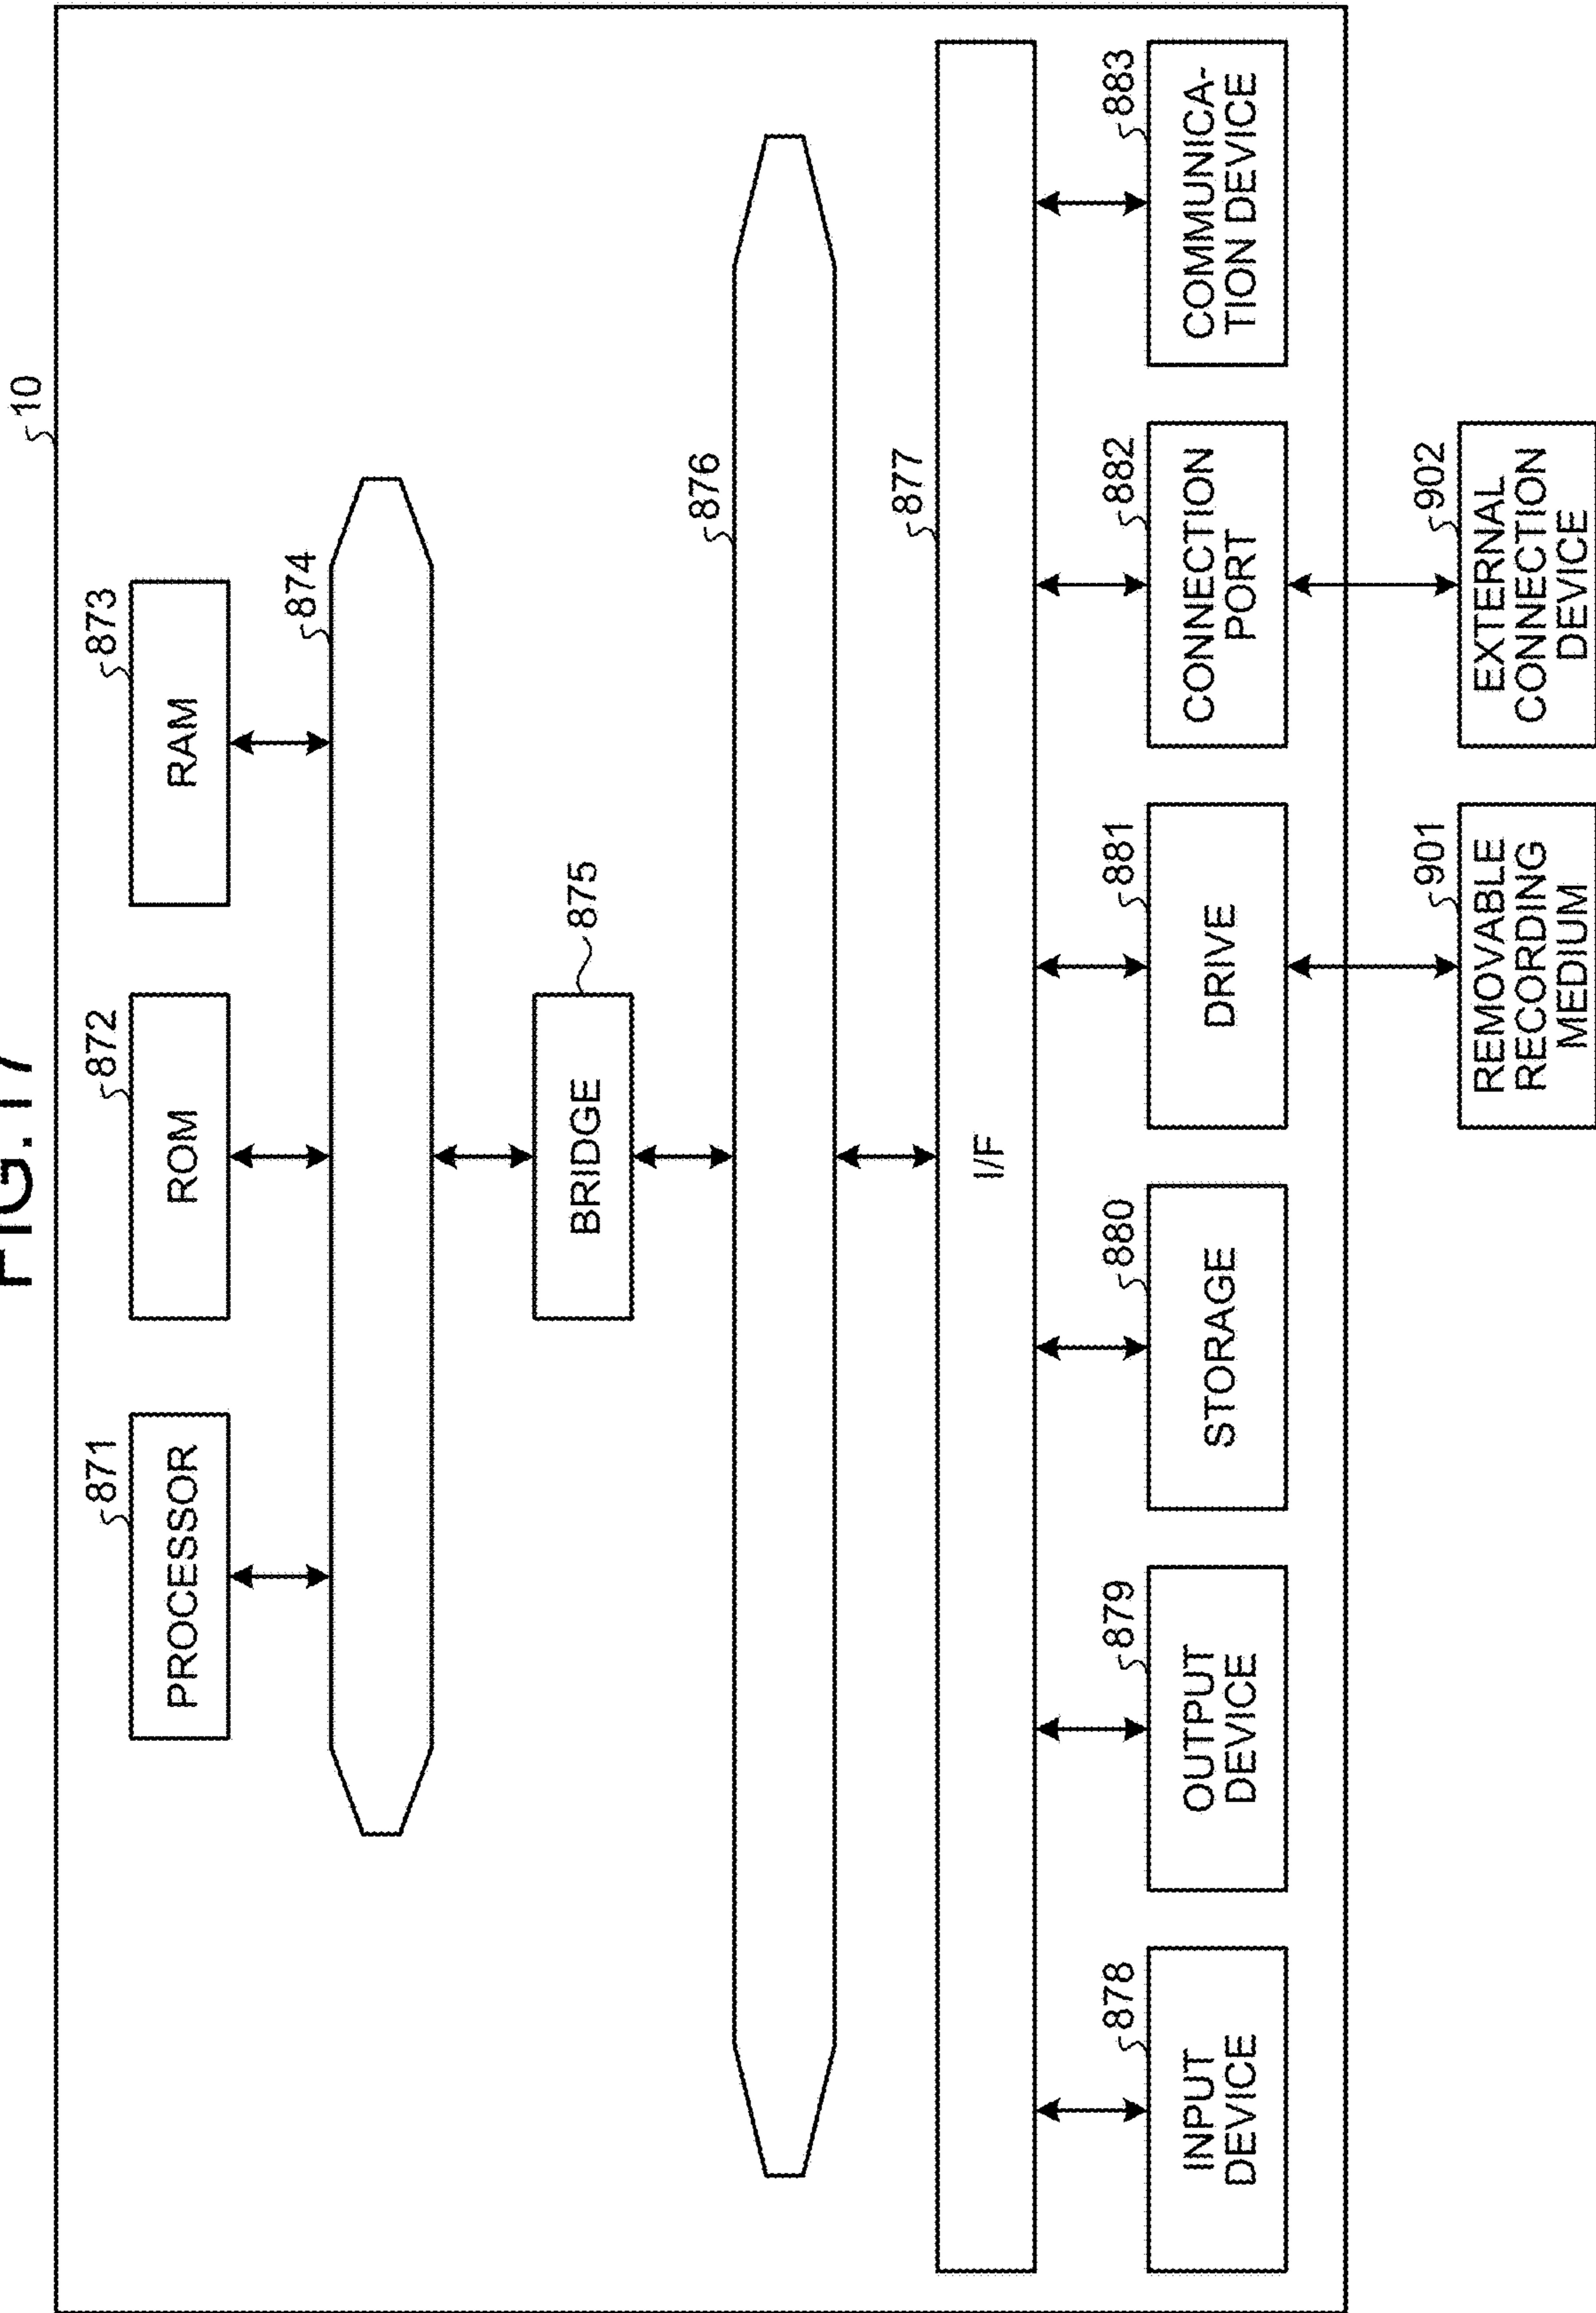 FIG.17
10
871
PROCESSOR
872
ROM
873
RAM
874
875
BRIDGE
876
877
I/F
878
INPUT
DEVICE
879
OUTPUT
DEVICE
880
STORAGE
881
DRIVE
882
CONNECTION
PORT
883
COMMUNICA-
TION DEVICE
901
REMOVABLE
RECORDING
MEDIUM
902
EXTERNAL
CONNECTION
DEVICE